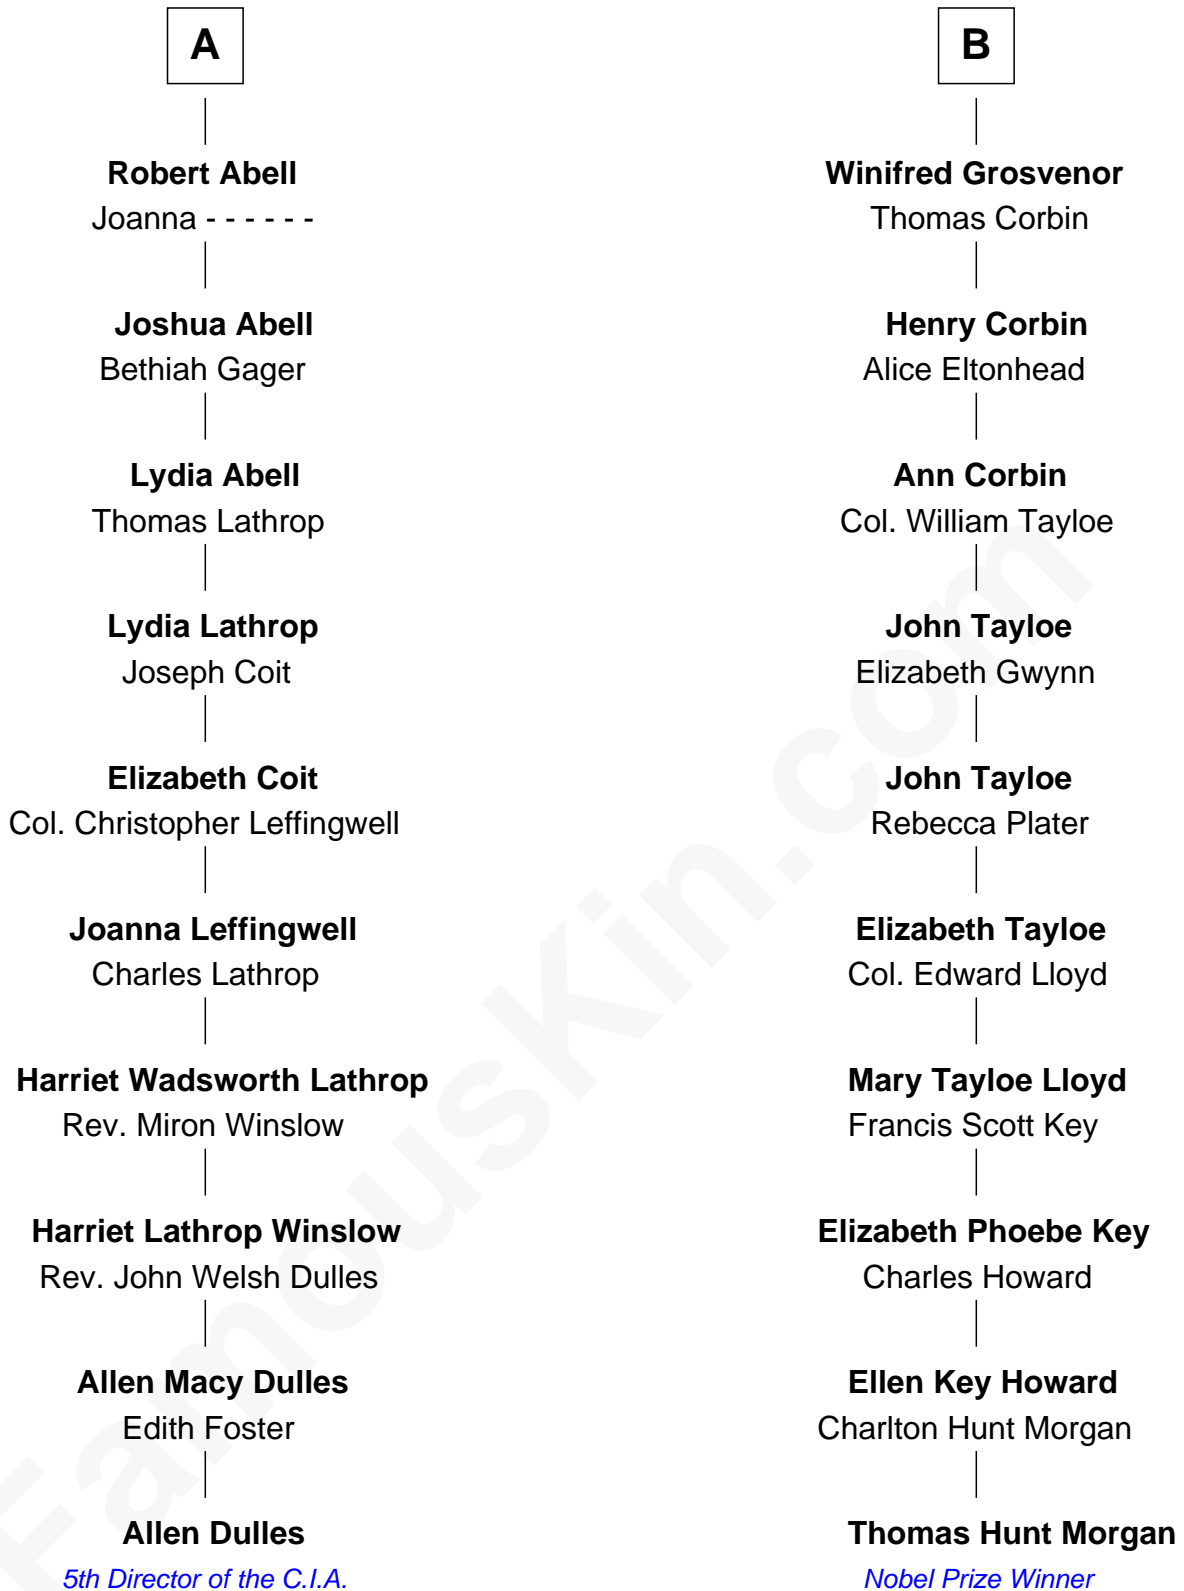 A
Robert Abell
Joanna - - - - - -
Joshua Abell
Bethiah Gager
Lydia Abell
Thomas Lathrop
Lydia Lathrop
Joseph Coit
Elizabeth Coit
Col. Christopher Leffingwell
Joanna Leffingwell
Charles Lathrop
Harriet Wadsworth Lathrop
Rev. Miron Winslow
Harriet Lathrop Winslow
Rev. John Welsh Dulles
Allen Macy Dulles
Edith Foster
Allen Dulles
5th Director of the C.I.A.
B
Winifred Grosvenor
Thomas Corbin
Henry Corbin
Alice Eltonhead
Ann Corbin
Col. William Tayloe
John Tayloe
Elizabeth Gwynn
John Tayloe
Rebecca Plater
Elizabeth Tayloe
Col. Edward Lloyd
Mary Tayloe Lloyd
Francis Scott Key
Elizabeth Phoebe Key
Charles Howard
Ellen Key Howard
Charlton Hunt Morgan
Thomas Hunt Morgan
Nobel Prize Winner
FamousKin.com